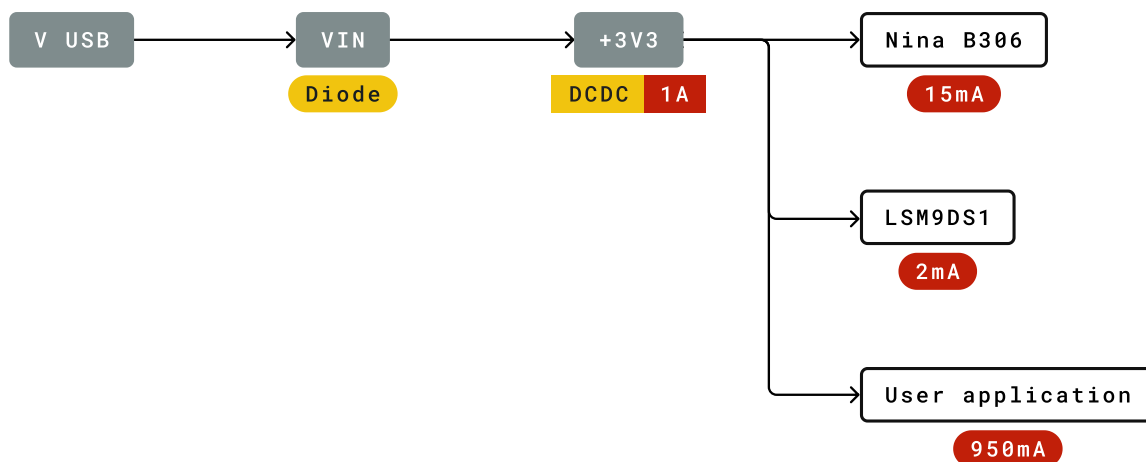 V USB
VIN
+3V3
Nina B306
Diode
DCDC
1A
15mA
LSM9DS1
2mA
User application
950mA